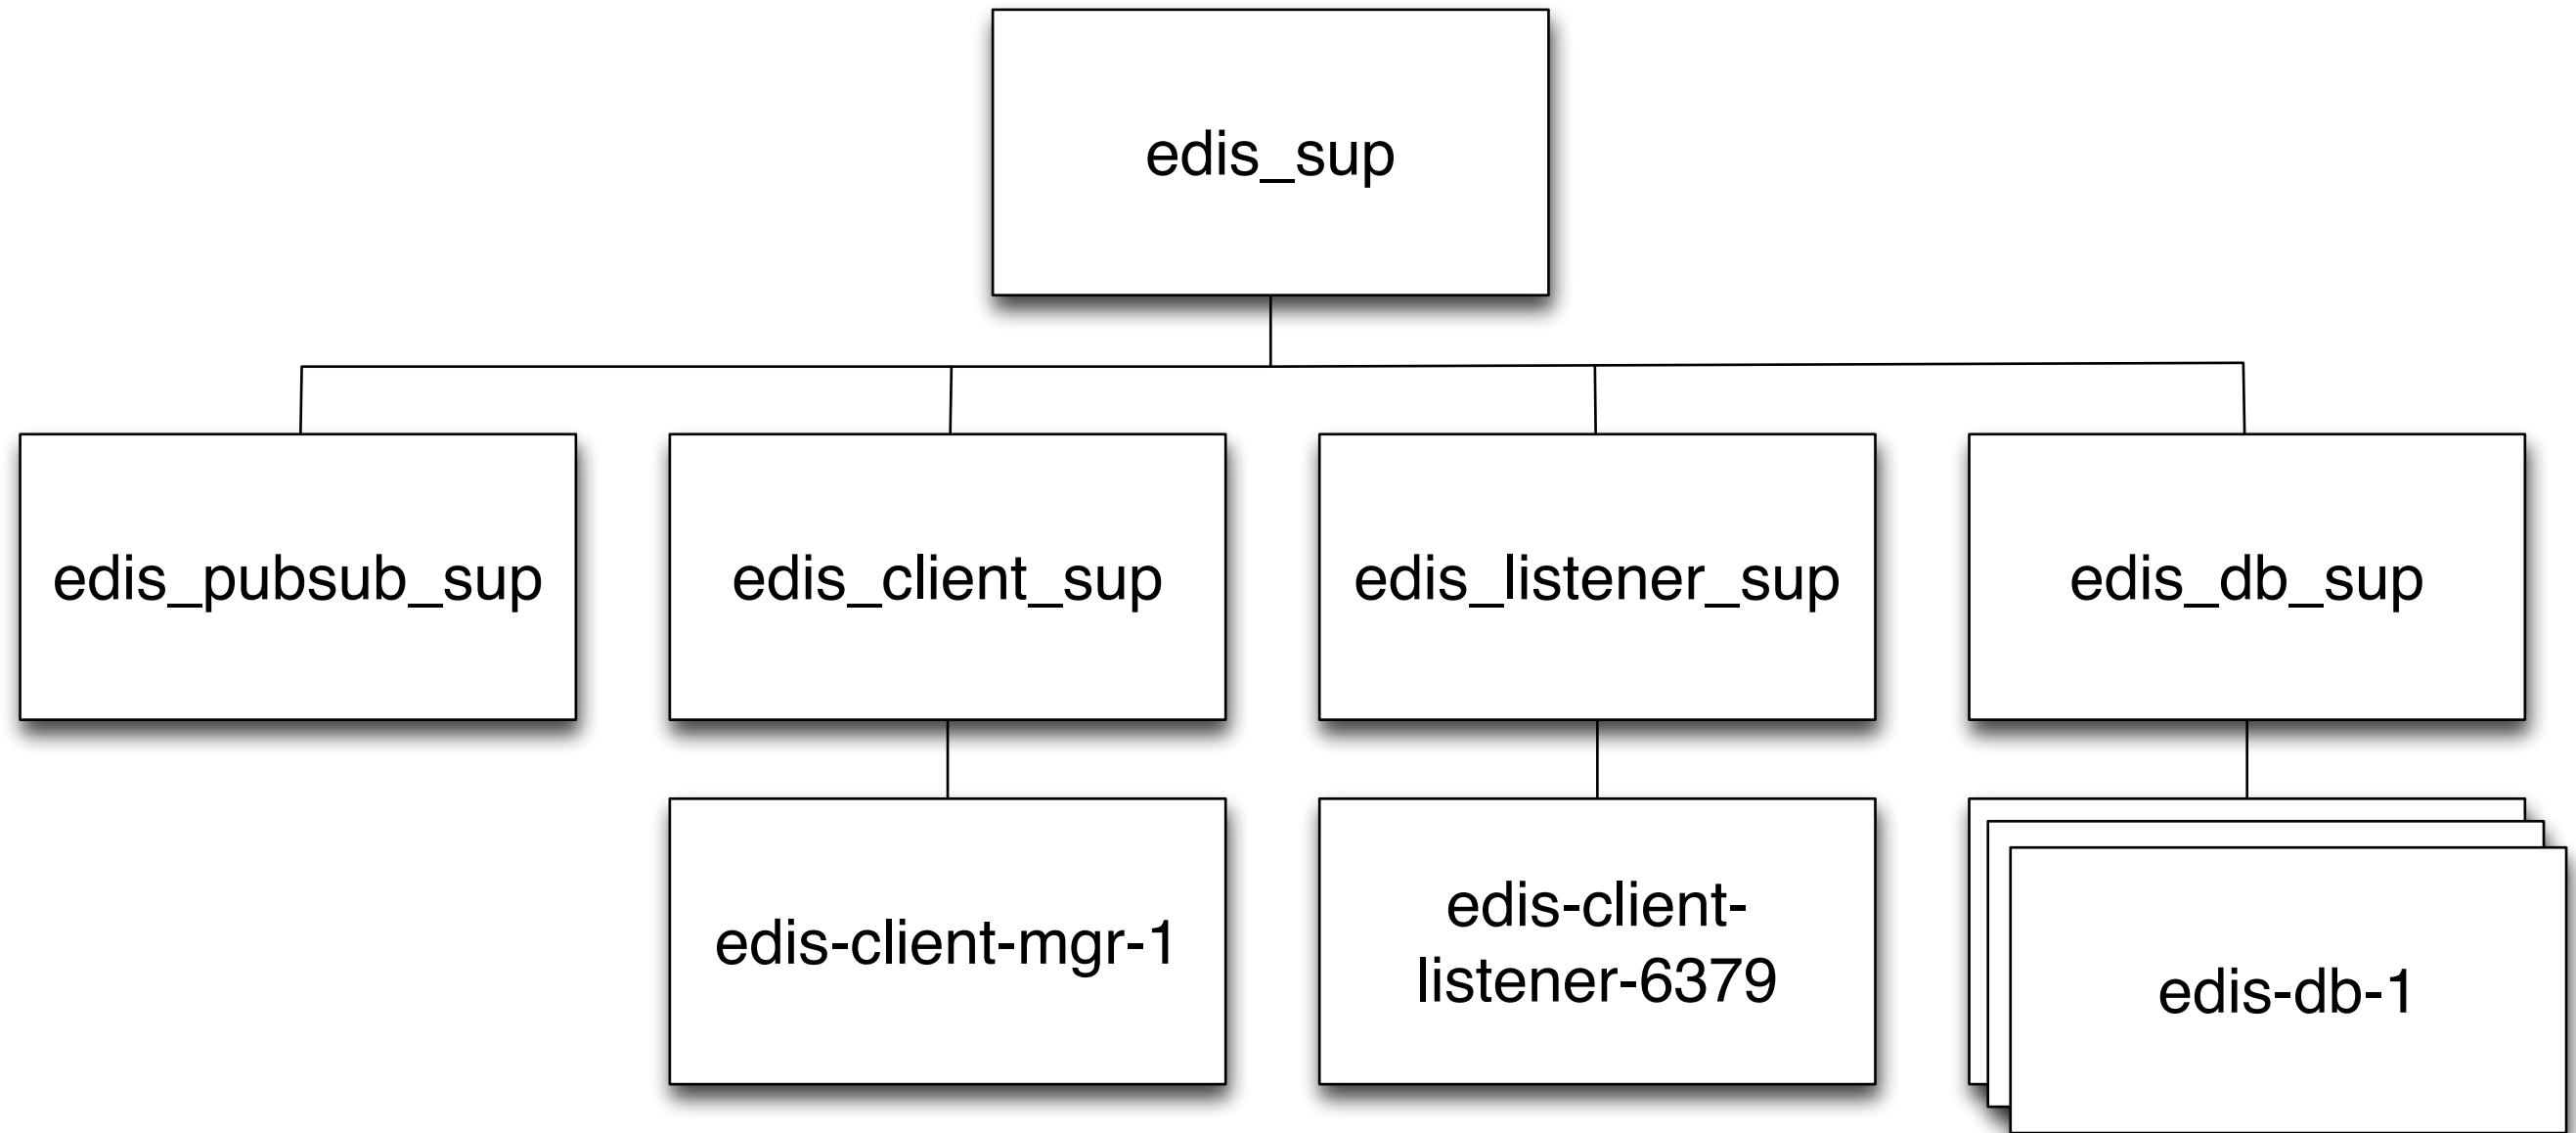 edis_sup
edis_pubsub_sup
edis_client_sup
edis_listener_sup
edis_db_sup
edis-client-mgr-1
edis-client-
listener-6379
edis-db-1